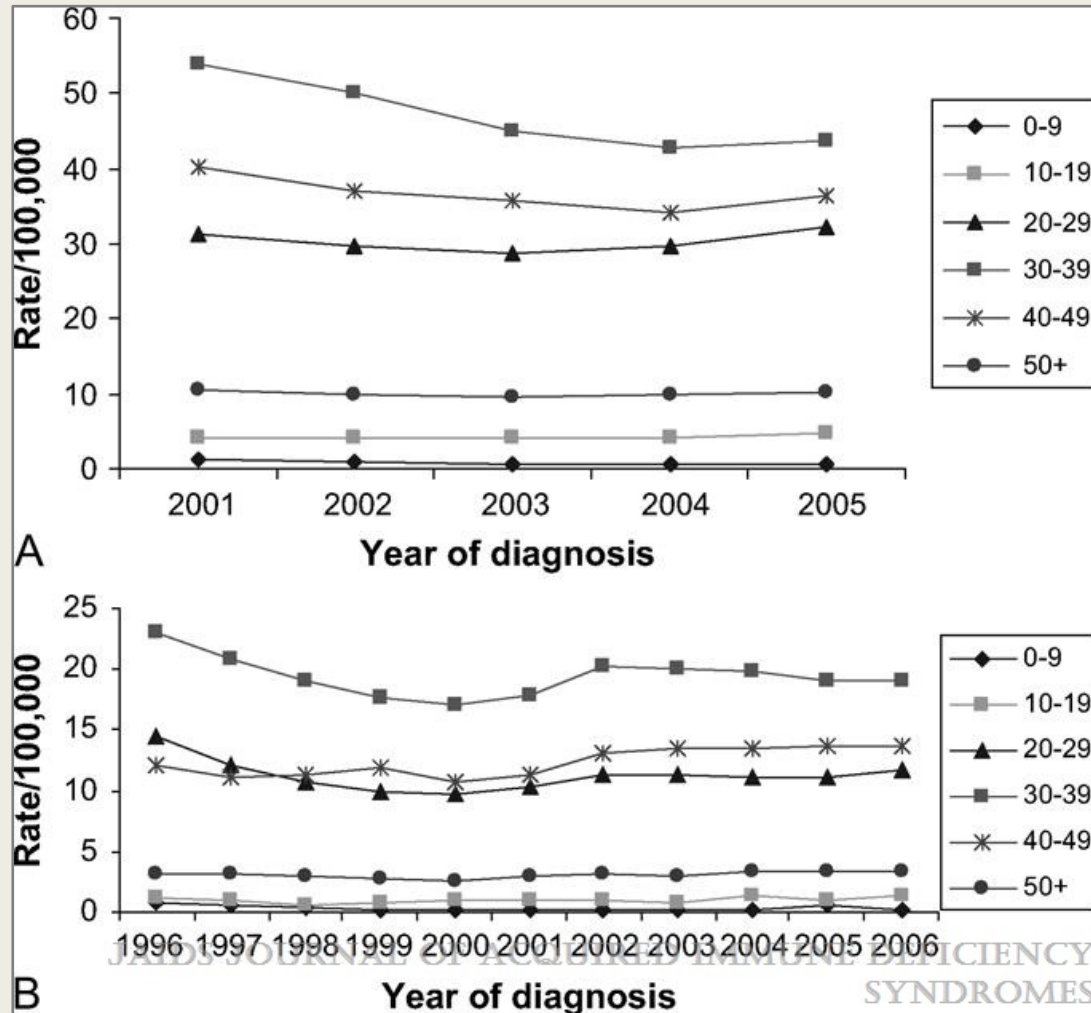 60
50
40
30
20
10
0
Rate/100,000
2001 2002 2003 2004 2005
Year of diagnosis
A
0-9
10-19
20-29
30-39
40-49
50+
25
20
15
10
5
0
Rate/100,000
1996 1997 1998 1999 2000 2001 2002 2003 2004 2005 2006
Year of diagnosis
B
0-9
10-19
20-29
30-39
40-49
50+
JAIDS JOURNAL OF ACQUIRED IMMUNE DEFICIENCY
SYNDROMES